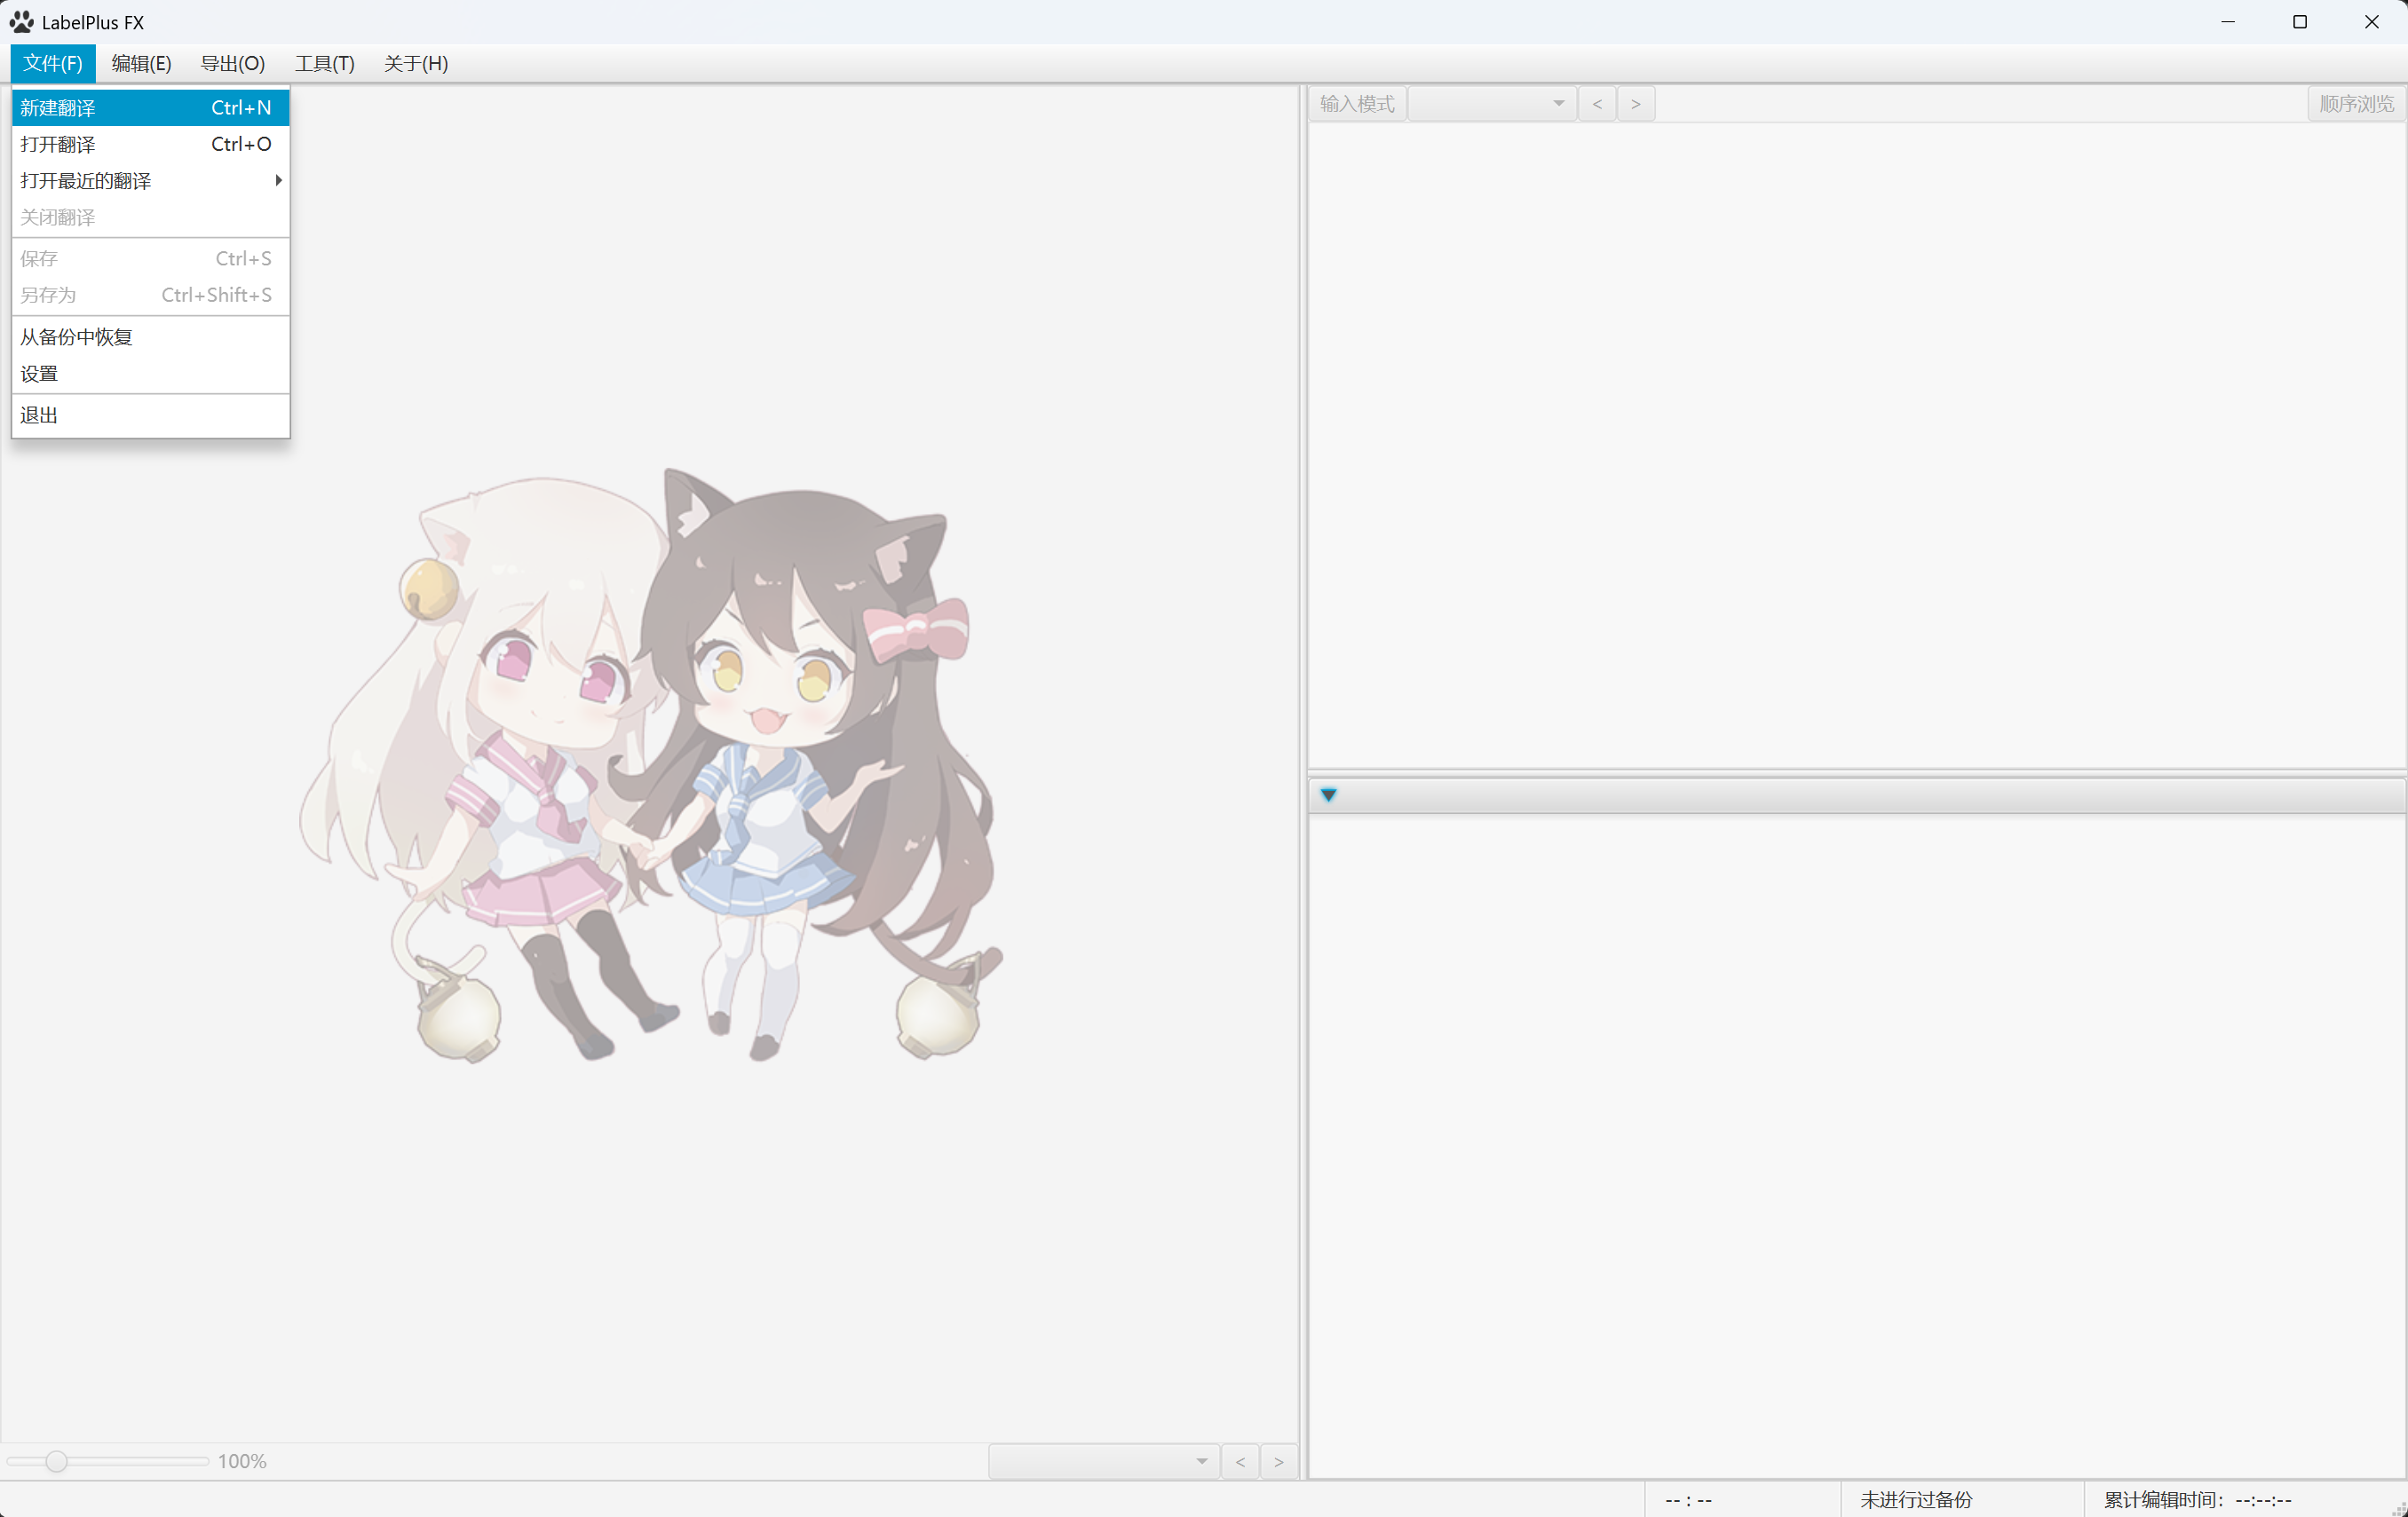 LabelPlus FX
文件(F) 编辑(E) 导出(O) 工具(T) 关于(H)
新建翻译 Ctrl+N
打开翻译 Ctrl+O
打开最近的翻译
关闭翻译
保存 Ctrl+S
另存为 Ctrl+Shift+S
从备份中恢复
设置
退出
输入模式 < > 顺序浏览
100% < >
-- : -- 未进行过备份 累计编辑时间：--:--:--